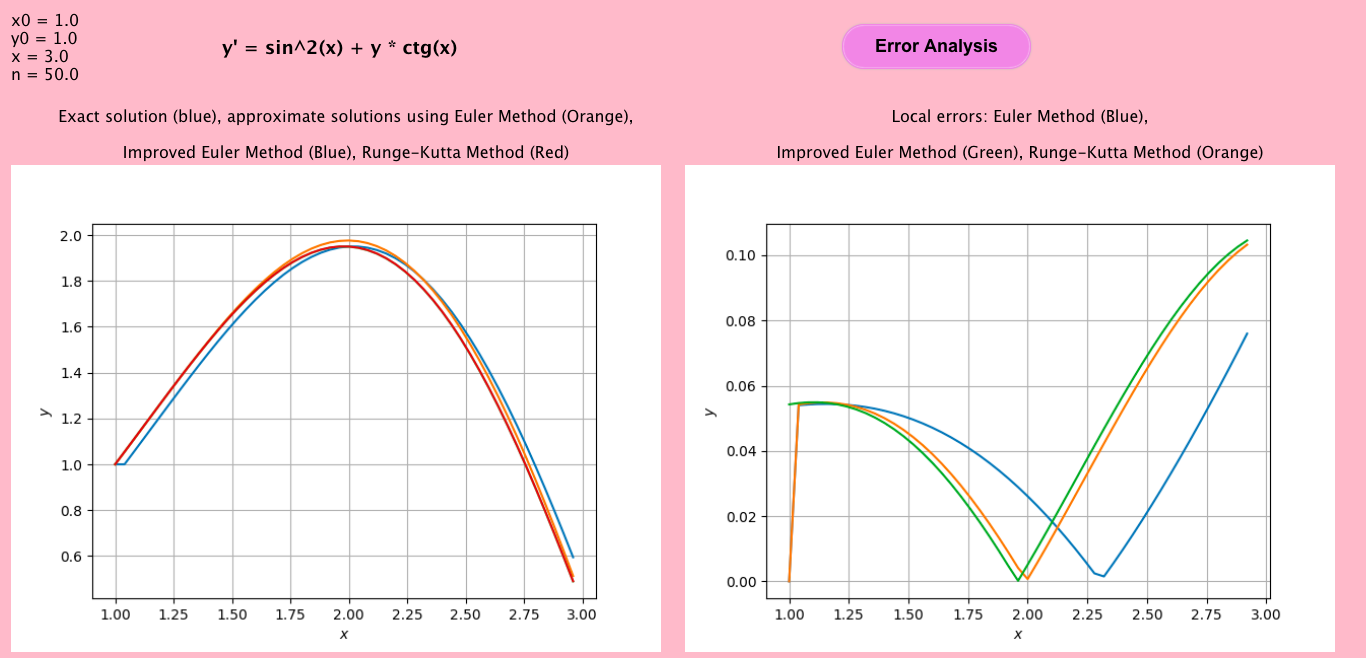 x0 = 1.0
y0 = 1.0
x = 3.0
n = 50.0
y' = sin^2(x) + y * ctg(x)
Error Analysis
Exact solution (blue), approximate solutions using Euler Method (Orange),
Improved Euler Method (Blue), Runge-Kutta Method (Red)
Local errors: Euler Method (Blue),
Improved Euler Method (Green), Runge-Kutta Method (Orange)
2.0
1.8
1.6
1.4
1.2
1.0
0.8
0.6
y
1.00 1.25 1.50 1.75 2.00 2.25 2.50 2.75 3.00
x
0.10
0.08
0.06
0.04
0.02
0.00
y
1.00 1.25 1.50 1.75 2.00 2.25 2.50 2.75 3.00
x